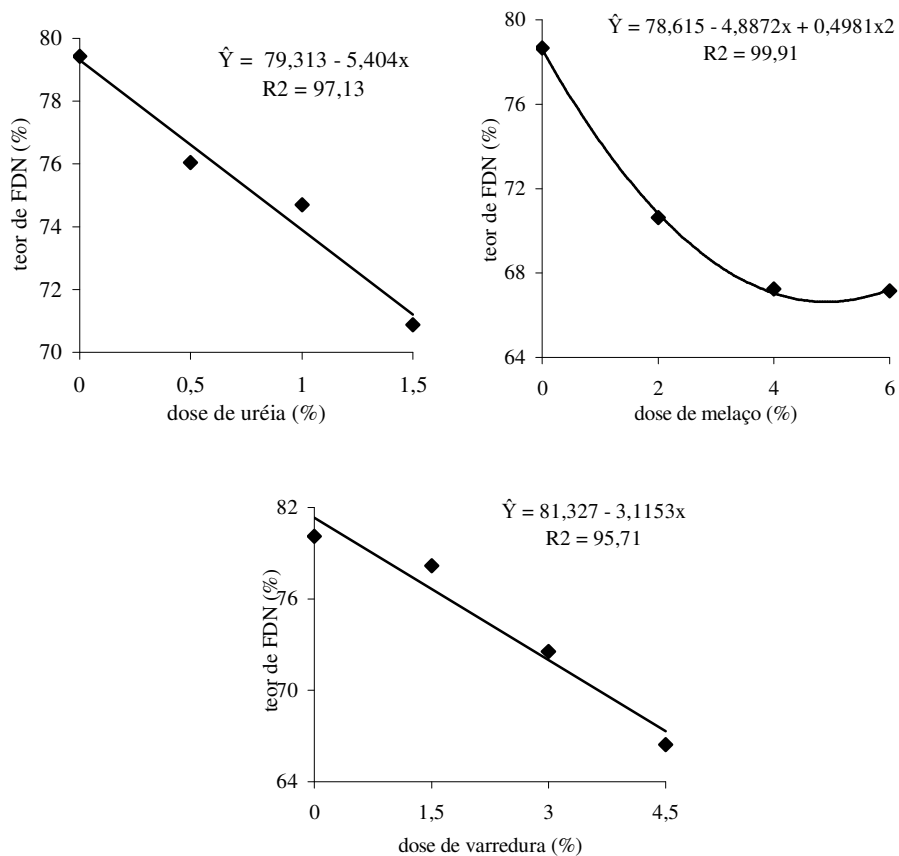 Ŷ = 79,313 - 5,404x
R2 = 97,13
teor de FDN (%)
80
78
76
74
72
70
0
0,5
1
1,5
dose de uréia (%)
Ŷ = 78,615 - 4,8872x + 0,4981x2
R2 = 99,91
teor de FDN (%)
80
76
72
68
64
0
2
4
6
dose de melaço (%)
Ŷ = 81,327 - 3,1153x
R2 = 95,71
teor de FDN (%)
82
76
70
64
0
1,5
3
4,5
dose de varredura (%)